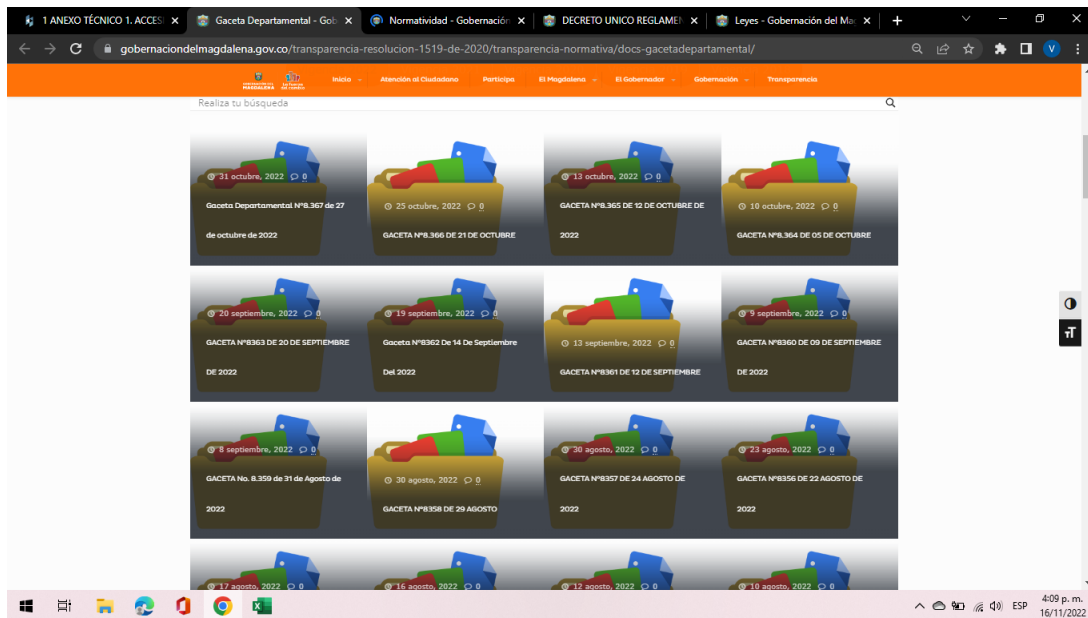 1 ANEXO TÉCNICO 1. ACCES
Gaceta Departamental - Gob
Normatividad - Gobernación
DECRETO UNICO REGLAMEN
Leyes - Gobernación del Mag
gobernaciondelmagdalena.gov.co/transparencia-resolucion-1519-de-2020/transparencia-normativa/docs-gacetadepartamental/
V
MAGDALENA
Inicio
Atención al Ciudadano
Participa
El Magdalena
El Gobernador
Gobernación
Transparencia
Realiza tu búsqueda
31 octubre, 2022 0
Gaceta Departamental N°8.367 de 27
de octubre de 2022
25 octubre, 2022 0
GACETA N°8.366 DE 21 DE OCTUBRE
13 octubre, 2022 0
GACETA N°8.365 DE 12 DE OCTUBRE DE
2022
10 octubre, 2022 0
GACETA N°8.364 DE 05 DE OCTUBRE
20 septiembre, 2022 0
GACETA N°8363 DE 20 DE SEPTIEMBRE
DE 2022
19 septiembre, 2022 0
Gaceta N°8362 De 14 De Septiembre
Del 2022
13 septiembre, 2022 0
GACETA N°8361 DE 12 DE SEPTIEMBRE
9 septiembre, 2022 0
GACETA N°8360 DE 09 DE SEPTIEMBRE
DE 2022
8 septiembre, 2022 0
GACETA No. 8.359 de 31 de Agosto de
2022
30 agosto, 2022 0
GACETA N°8358 DE 29 AGOSTO
30 agosto, 2022 0
GACETA N°8357 DE 24 AGOSTO DE
2022
23 agosto, 2022 0
GACETA N°8356 DE 22 AGOSTO DE
2022
17 agosto, 2022 0
16 agosto, 2022 0
12 agosto, 2022 0
10 agosto, 2022 0
ESP
4:09 p. m.
16/11/2022